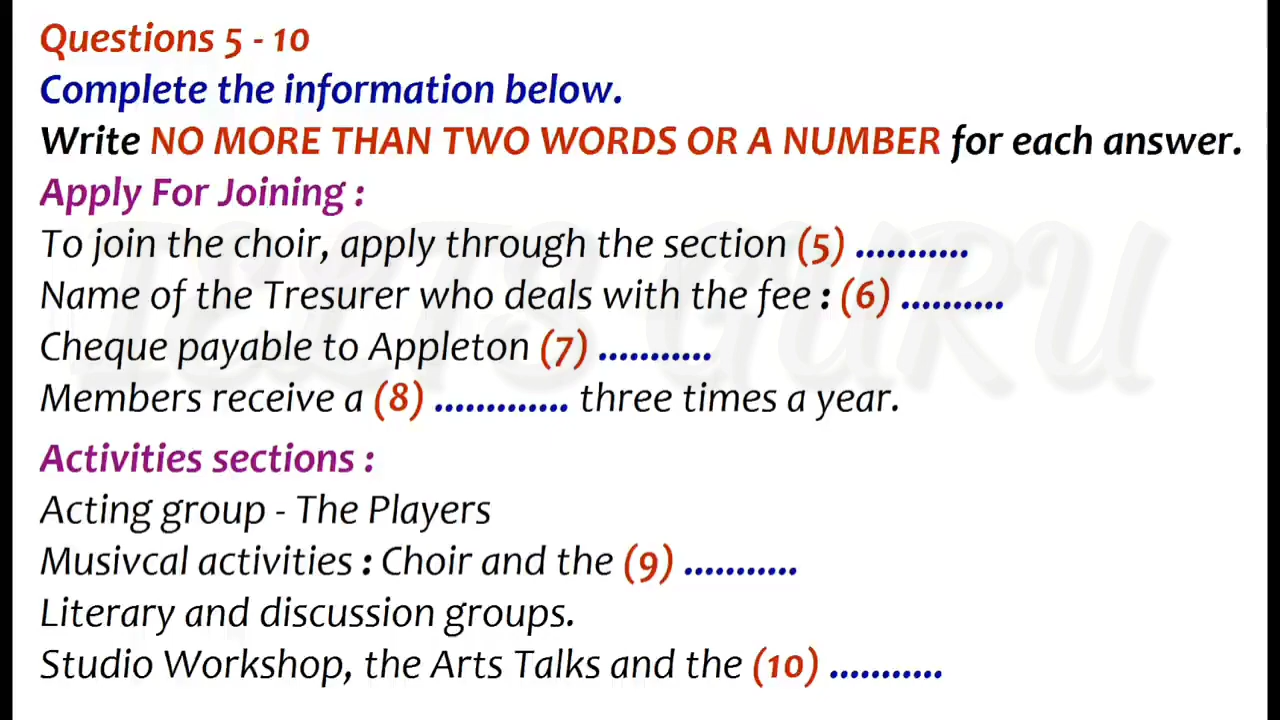 Questions 5 - 10
Complete the information below.
Write NO MORE THAN TWO WORDS OR A NUMBER for each answer.
Apply For Joining :
To join the choir, apply through the section (5) ...........
Name of the Tresurer who deals with the fee : (6) ..........
Cheque payable to Appleton (7) ...........
Members receive a (8) ............. three times a year.
Activities sections :
Acting group - The Players
Musivcal activities : Choir and the (9) ...........
Literary and discussion groups.
Studio Workshop, the Arts Talks and the (10) ...........
IELTS GURU